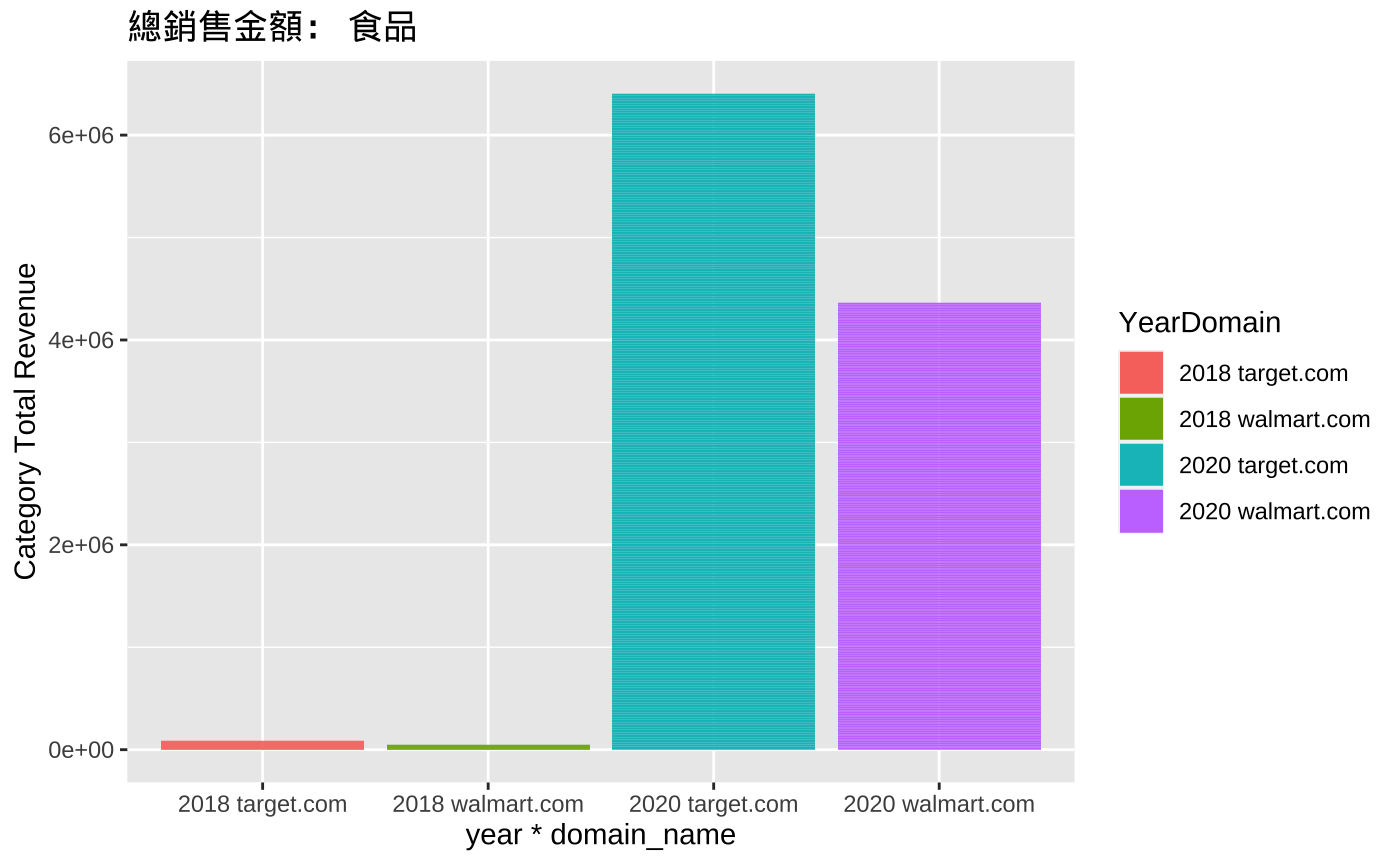 總銷售金額： 食品
Category Total Revenue
6e+06
4e+06
2e+06
0e+00
2018 target.com
2018 walmart.com
2020 target.com
2020 walmart.com
year * domain_name
YearDomain
2018 target.com
2018 walmart.com
2020 target.com
2020 walmart.com